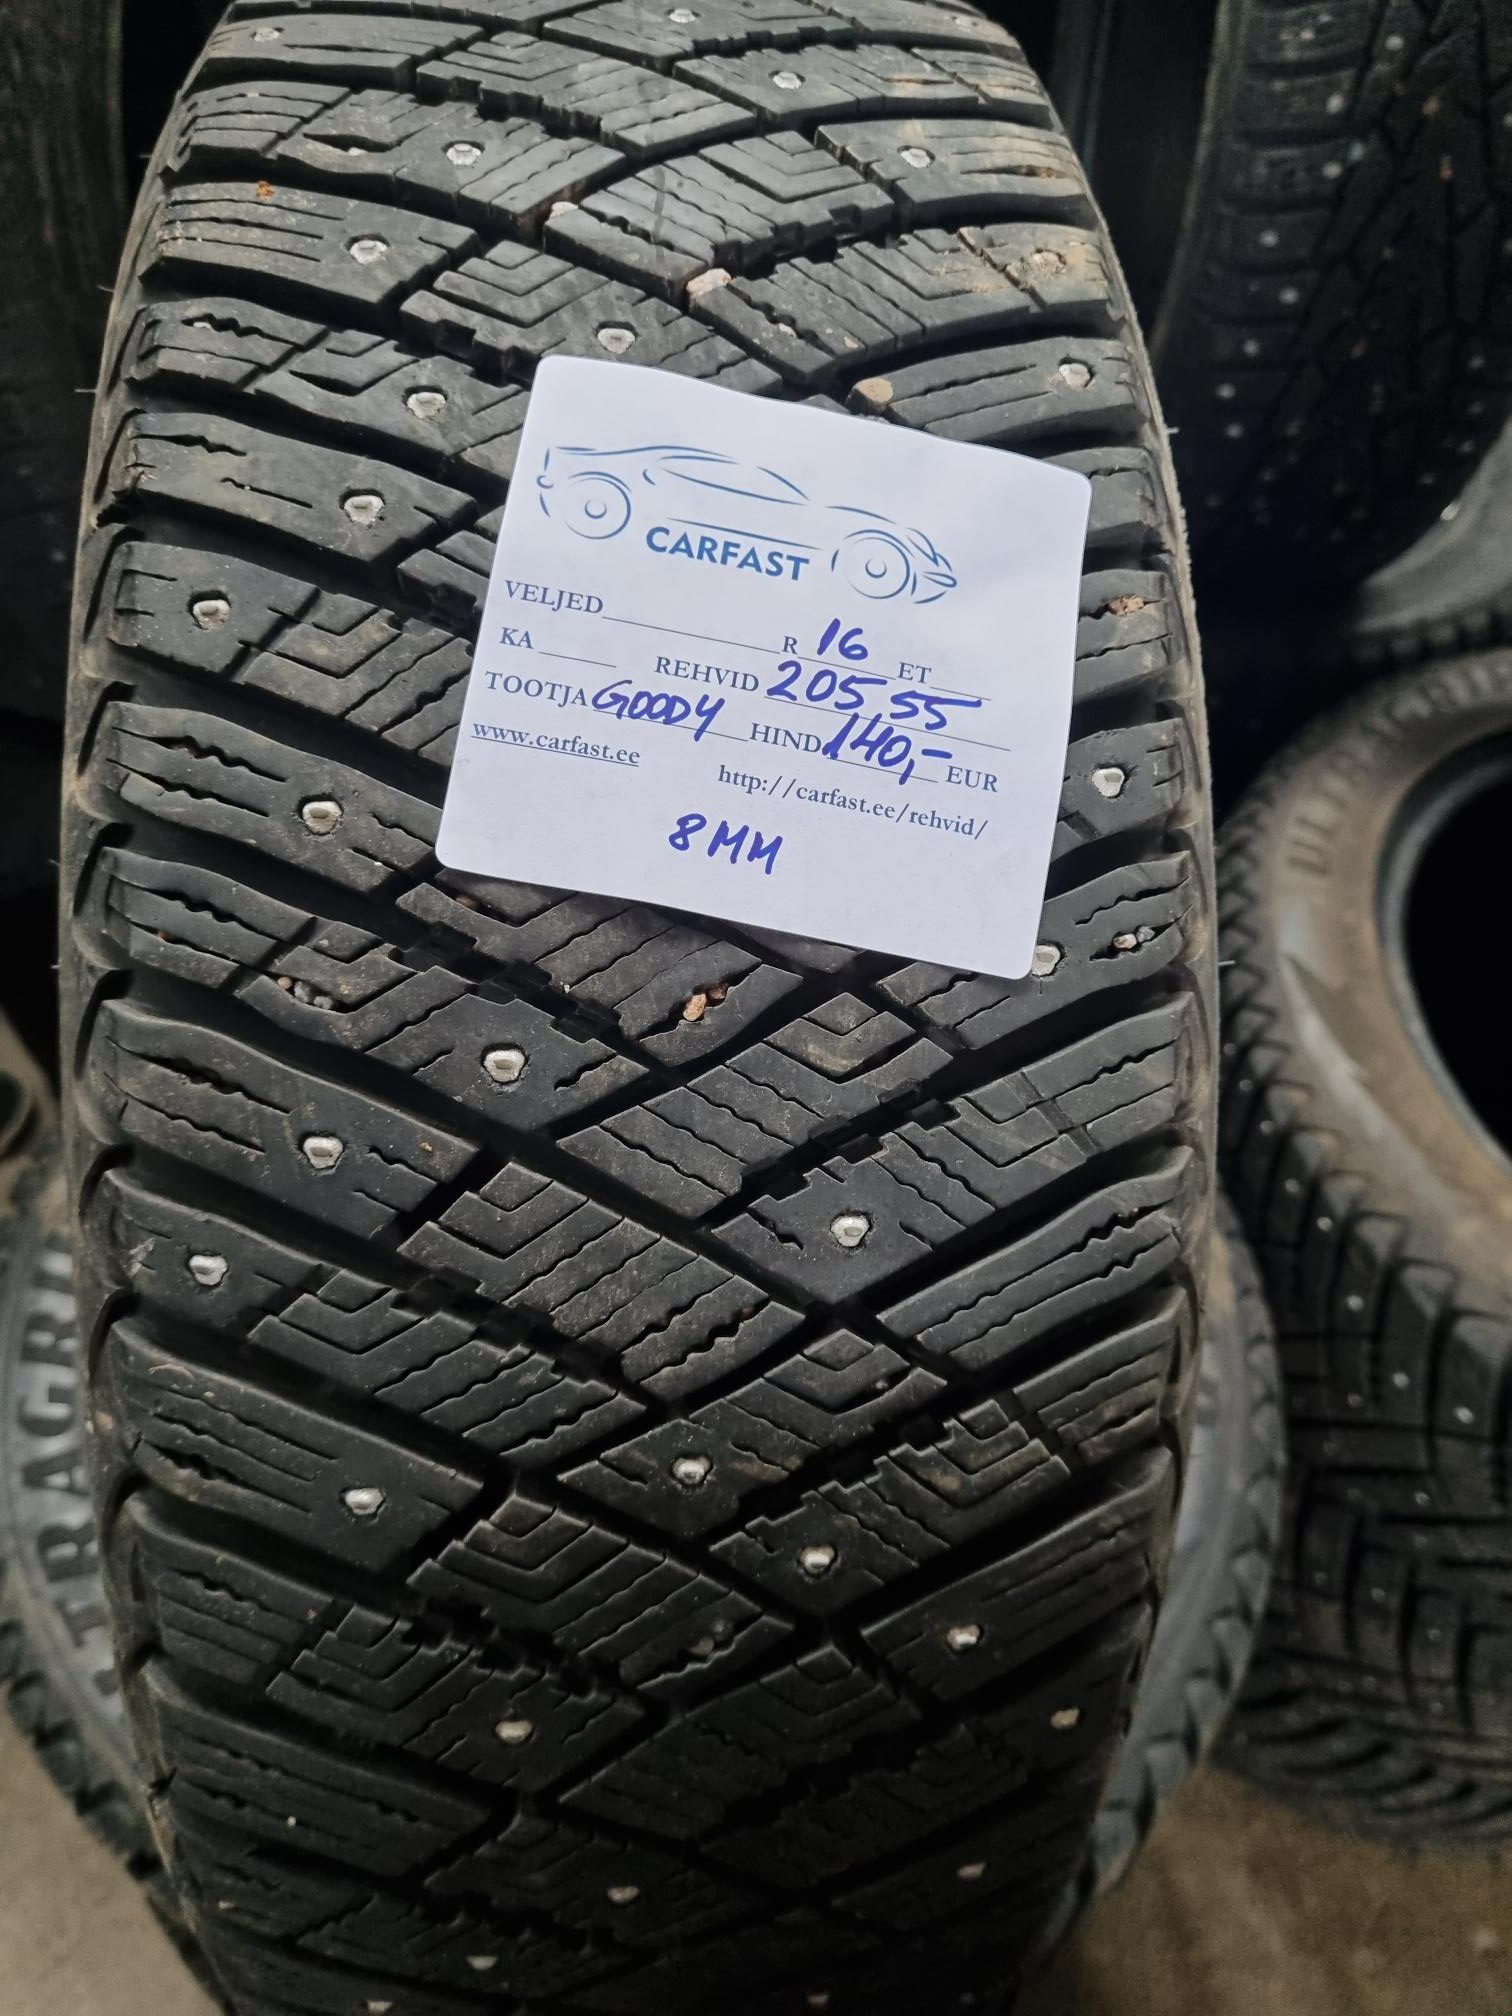 CARFAST
VELJED R 16 ET
KA REHVID 205,55
TOOTJA GOODY HIND 140,- EUR
www.carfast.ee http://carfast.ee/rehvid/
8MM